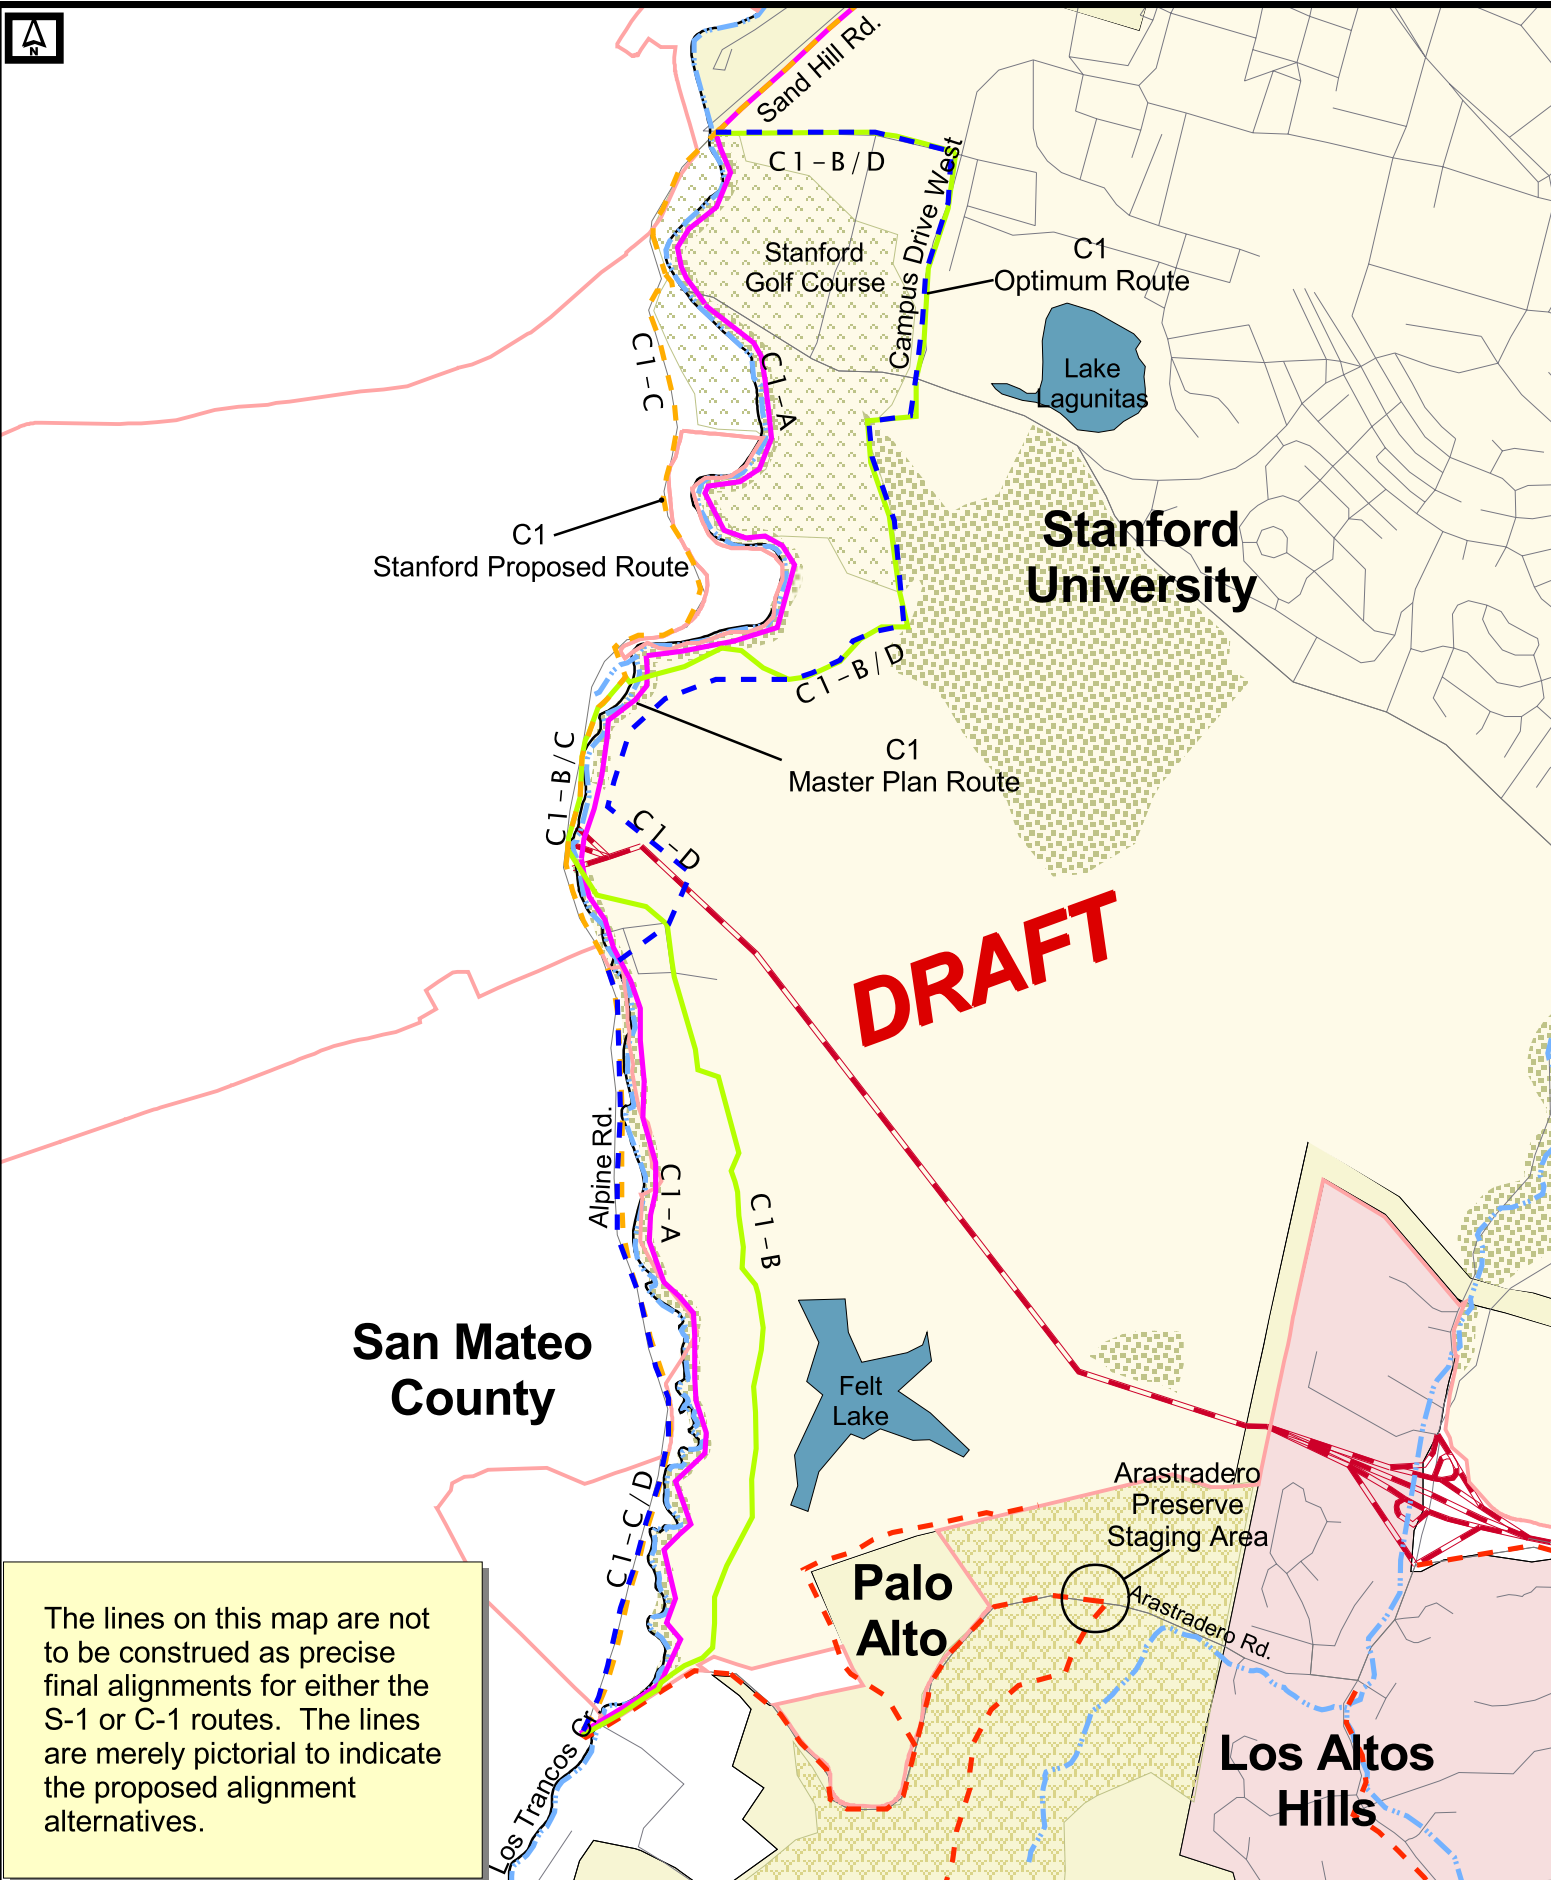 N
Sand Hill Rd.
C1-B/D
Campus Drive West
Stanford
Golf Course
C1
Optimum Route
C1-C
C1-A
Lake
Lagunitas
C1
Stanford Proposed Route
Stanford
University
C1-B/D
C1-B/C
C1
Master Plan Route
C1-D
DRAFT
Alpine Rd.
C1-A
C1-B
San Mateo
County
Felt
Lake
C1-C/D
Arastradero
Preserve
Staging Area
Palo
Alto
Arastradero Rd.
The lines on this map are not
to be construed as precise
final alignments for either the
S-1 or C-1 routes.  The lines
are merely pictorial to indicate
the proposed alignment
alternatives.
Los Trancos Cr.
Los Altos
Hills